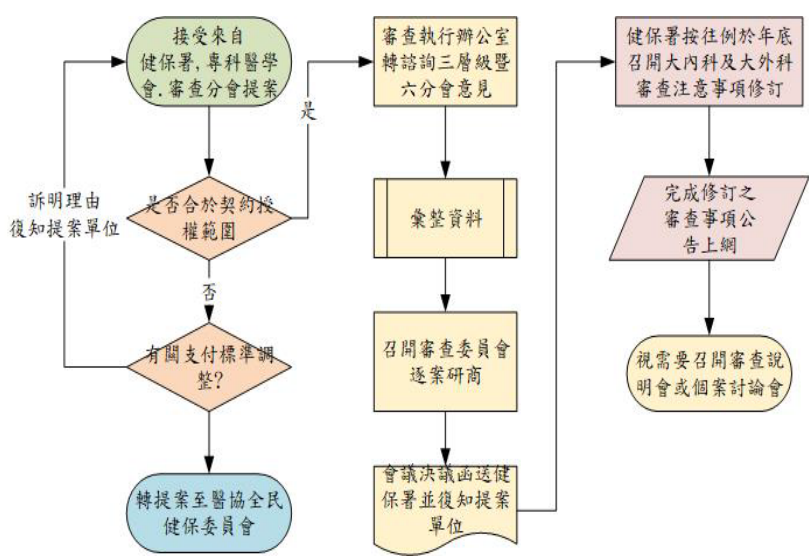 接受來自
健保署,專科醫學
會.審查分會提案
是
訴明理由
復知提案單位
是否合於契約授
權範圍
否
有關支付標準調
整?
轉提案至醫協全民
健保委員會
審查執行辦公室
轉諮詢三層級暨
六分會意見
彙整資料
召開審查委員會
逐案研商
會議決議函送健
保署並復知提案
單位
健保署按往例於年底
召開大內科及大外科
審查注意事項修訂
完成修訂之
審查事項公
告上網
視需要召開審查說
明會或個案討論會